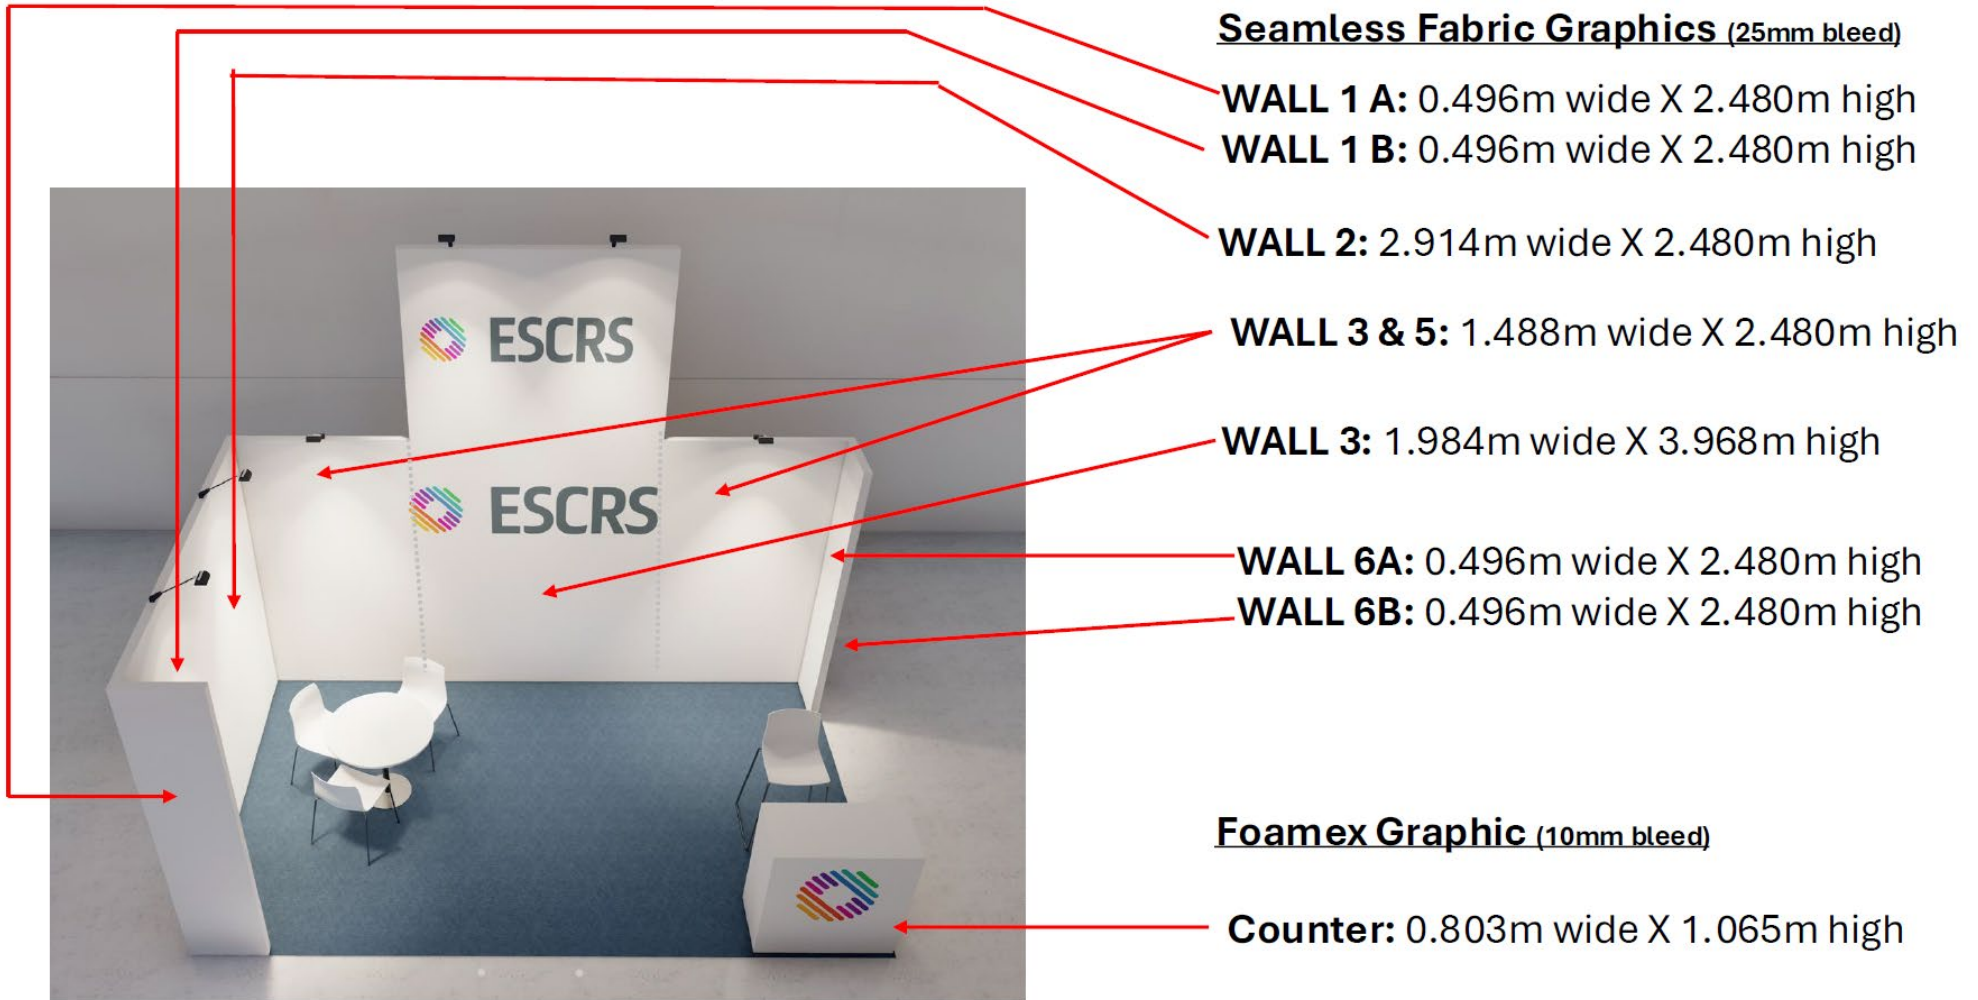 Seamless Fabric Graphics (25mm bleed)
WALL 1 A: 0.496m wide X 2.480m high
WALL 1 B: 0.496m wide X 2.480m high
WALL 2: 2.914m wide X 2.480m high
WALL 3 & 5: 1.488m wide X 2.480m high
WALL 3: 1.984m wide X 3.968m high
WALL 6A: 0.496m wide X 2.480m high
WALL 6B: 0.496m wide X 2.480m high
Foamex Graphic (10mm bleed)
Counter: 0.803m wide X 1.065m high
ESCRS
ESCRS